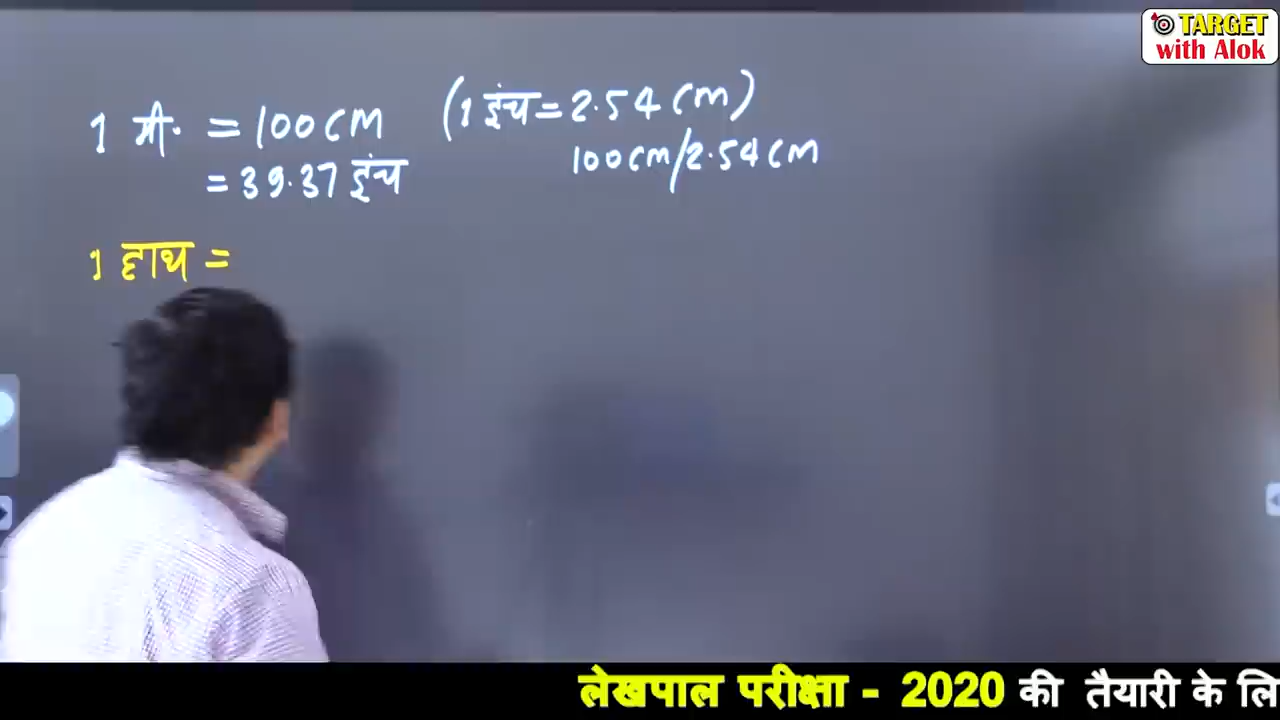 TARGET
with Alok
1 मी. = 100 cm (1 इंच = 2.54 cm)
100 cm/2.54 cm
= 39.37 इंच
1 हाथ =
लेखपाल परीक्षा - 2020 की तैयारी के लि